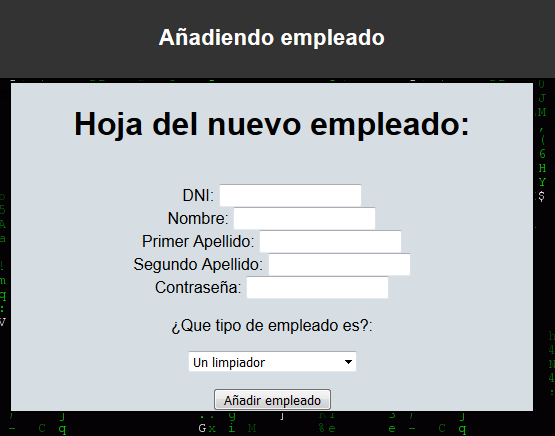 Añadiendo empleado
Hoja del nuevo empleado:
DNI:
Nombre:
Primer Apellido:
Segundo Apellido:
Contraseña:
¿Que tipo de empleado es?:
Un limpiador
Añadir empleado